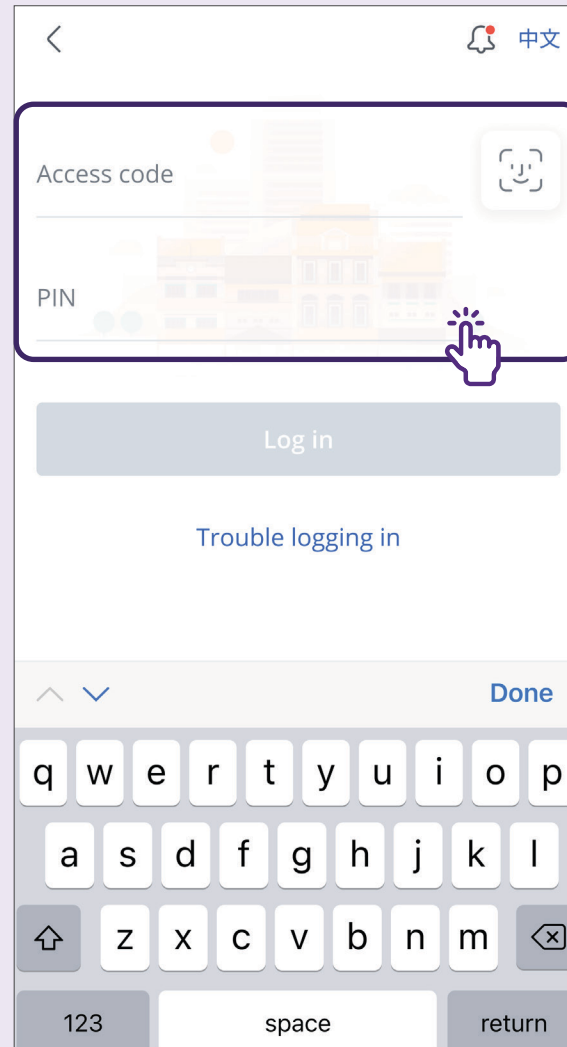 中文
Access code
PIN
Log in
Trouble logging in
Done
q w e r t y u i o p
a s d f g h j k l
z x c v b n m
123 space return